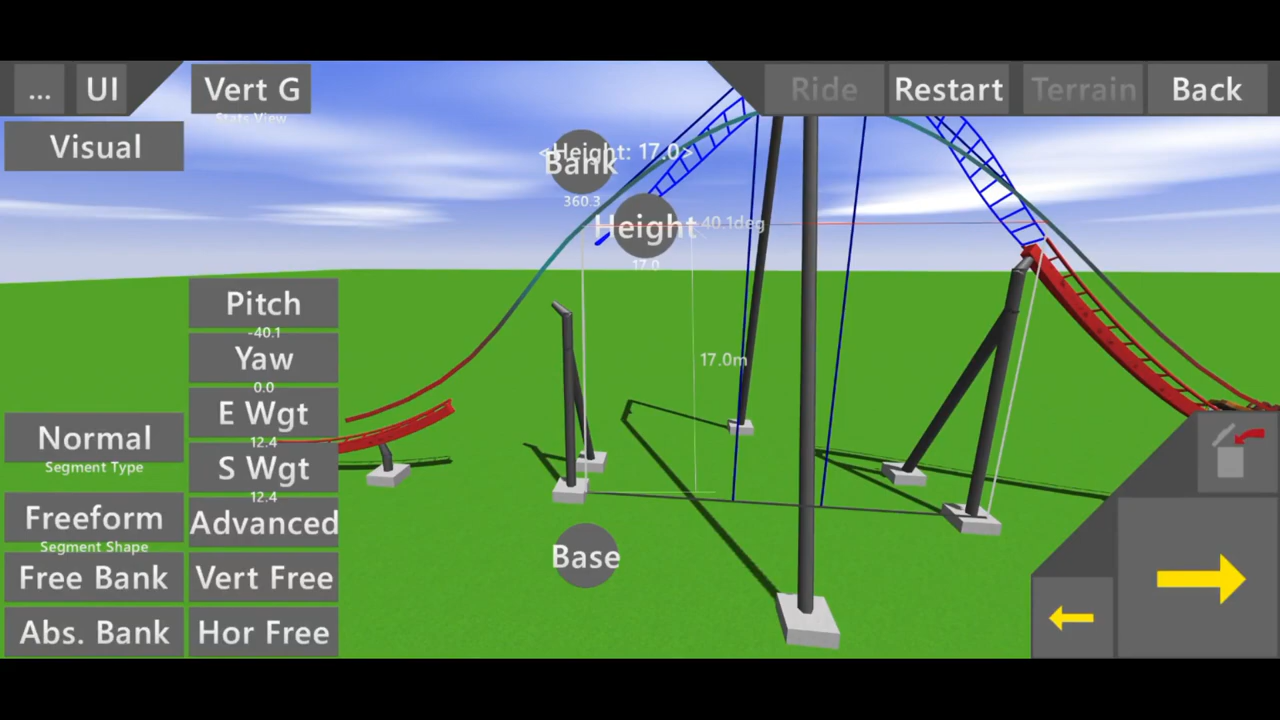 ...
UI
Vert G
Stats View
Ride
Restart
Terrain
Back
Visual
<Height: 17.0>
Bank
360.3
Height
40.1deg
17.0
17.0m
Pitch
-40.1
Yaw
0.0
E Wgt
12.4
S Wgt
12.4
Normal
Segment Type
Advanced
Freeform
Segment Shape
Base
Free Bank
Vert Free
Abs. Bank
Hor Free